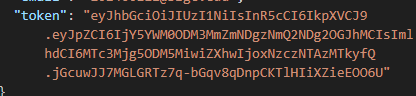 "token": "eyJhbGciOiJIUzI1NiIsInR5cCI6IkpXVCJ9
.eyJpZCI6IjY5YWM0ODM3MmZmNDgzNmQ2NDg2OGJhMCIsIml
hdCI6MTc3Mjg5ODM5MiwiZXhwIjoxNzczNTAzMTkyfQ
.jGcuwJJ7MGLGRTz7q-bGqv8qDnpCKTlHIiXZieEOO6U"
}